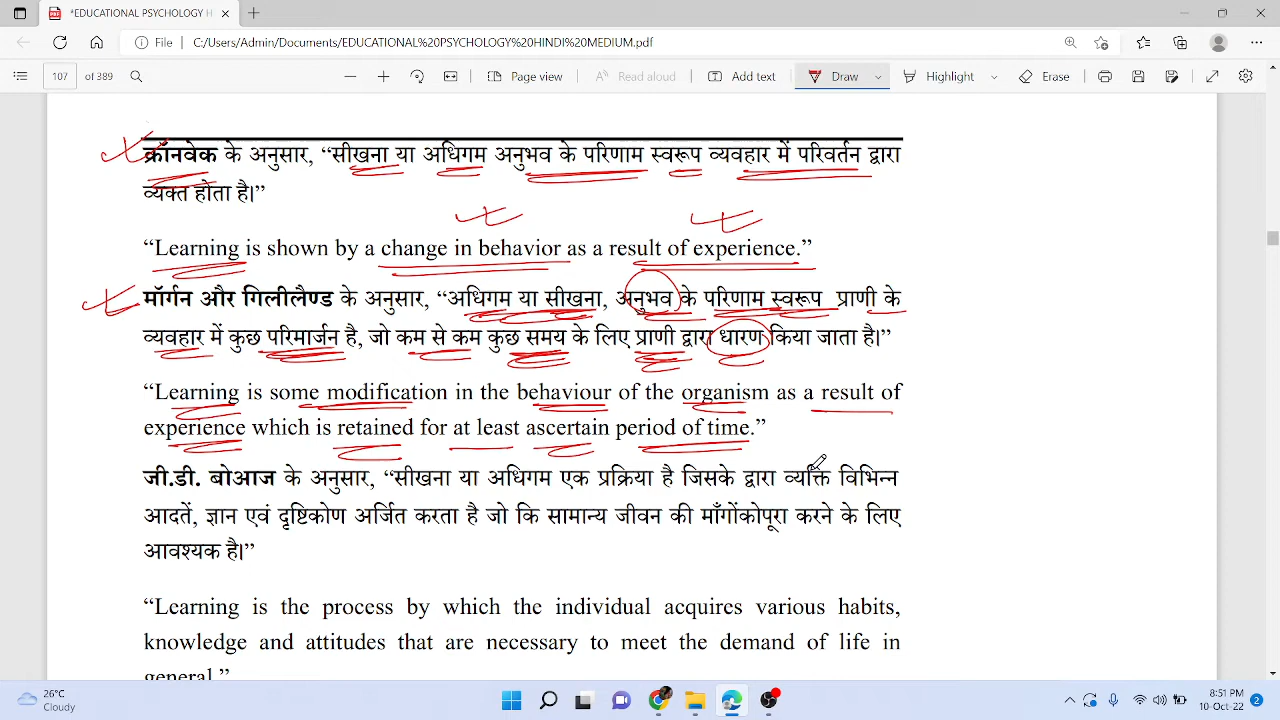 *EDUCATIONAL PSYCHOLOGY H
File C:/Users/Admin/Documents/EDUCATIONAL%20PSYCHOLOGY%20HINDI%20MEDIUM.pdf
107 of 389 Page view Read aloud Add text Draw Highlight Erase
क्रॉनवेक के अनुसार, “सीखना या अधिगम अनुभव के परिणाम स्वरूप व्यवहार में परिवर्तन द्वारा
व्यक्त होता है।”
“Learning is shown by a change in behavior as a result of experience.”
मॉर्गन और गिलीलैण्ड के अनुसार, “अधिगम या सीखना, अनुभव के परिणाम स्वरूप प्राणी के
व्यवहार में कुछ परिमार्जन है, जो कम से कम कुछ समय के लिए प्राणी द्वारा धारण किया जाता है।”
“Learning is some modification in the behaviour of the organism as a result of
experience which is retained for at least ascertain period of time.”
जी.डी. बोआज के अनुसार, “सीखना या अधिगम एक प्रक्रिया है जिसके द्वारा व्यक्ति विभिन्न
आदतें, ज्ञान एवं दृष्टिकोण अर्जित करता है जो कि सामान्य जीवन की माँगोंकोपूरा करने के लिए
आवश्यक है।”
“Learning is the process by which the individual acquires various habits,
knowledge and attitudes that are necessary to meet the demand of life in
general.”
26°C
Cloudy
8:51 PM
10-Oct-22
2